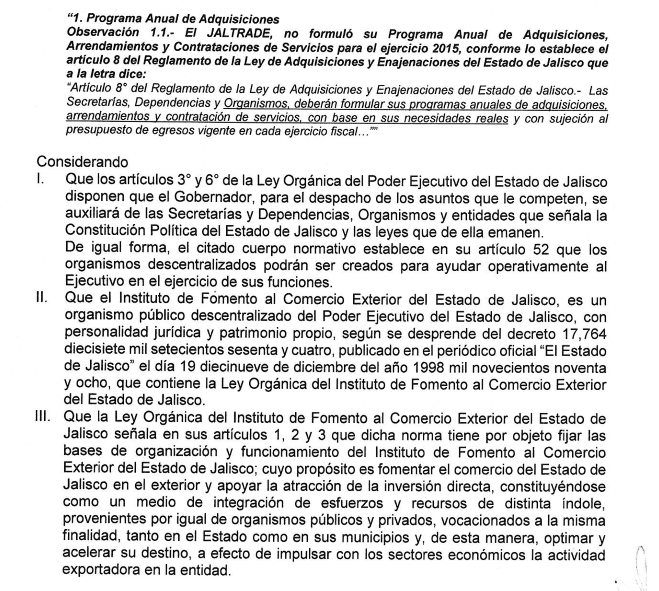 “1. Programa Anual de Adquisiciones
Observación 1.1.- El JALTRADE, no formuló su Programa Anual de Adquisiciones,
Arrendamientos y Contrataciones de Servicios para el ejercicio 2015, conforme lo establece el
artículo 8 del Reglamento de la Ley de Adquisiciones y Enajenaciones del Estado de Jalisco que
a la letra dice:
“Artículo 8° del Reglamento de la Ley de Adquisiciones y Enajenaciones del Estado de Jalisco.- Las
Secretarías, Dependencias y Organismos, deberán formular sus programas anuales de adquisiciones,
arrendamientos y contratación de servicios, con base en sus necesidades reales y con sujeción al
presupuesto de egresos vigente en cada ejercicio fiscal…””
Considerando
I. Que los artículos 3° y 6° de la Ley Orgánica del Poder Ejecutivo del Estado de Jalisco
disponen que el Gobernador, para el despacho de los asuntos que le competen, se
auxiliará de las Secretarías y Dependencias, Organismos y entidades que señala la
Constitución Política del Estado de Jalisco y las leyes que de ella emanen.
De igual forma, el citado cuerpo normativo establece en su artículo 52 que los
organismos descentralizados podrán ser creados para ayudar operativamente al
Ejecutivo en el ejercicio de sus funciones.
II. Que el Instituto de Fomento al Comercio Exterior del Estado de Jalisco, es un
organismo público descentralizado del Poder Ejecutivo del Estado de Jalisco, con
personalidad jurídica y patrimonio propio, según se desprende del decreto 17,764
diecisiete mil setecientos sesenta y cuatro, publicado en el periódico oficial “El Estado
de Jalisco” el día 19 diecinueve de diciembre del año 1998 mil novecientos noventa
y ocho, que contiene la Ley Orgánica del Instituto de Fomento al Comercio Exterior
del Estado de Jalisco.
III. Que la Ley Orgánica del Instituto de Fomento al Comercio Exterior del Estado de
Jalisco señala en sus artículos 1, 2 y 3 que dicha norma tiene por objeto fijar las
bases de organización y funcionamiento del Instituto de Fomento al Comercio
Exterior del Estado de Jalisco; cuyo propósito es fomentar el comercio del Estado de
Jalisco en el exterior y apoyar la atracción de la inversión directa, constituyéndose
como un medio de integración de esfuerzos y recursos de distinta índole,
provenientes por igual de organismos públicos y privados, vocacionados a la misma
finalidad, tanto en el Estado como en sus municipios y, de esta manera, optimar y
acelerar su destino, a efecto de impulsar con los sectores económicos la actividad
exportadora en la entidad.